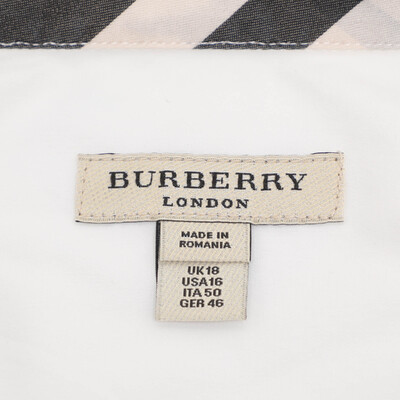 BURBERRY
LONDON
MADE IN
ROMANIA
UK18
USA16
ITA 50
GER 46